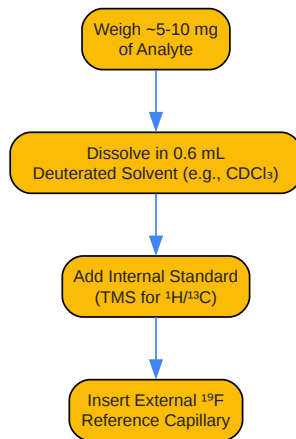 Weigh ~5-10 mg
of Analyte
Dissolve in 0.6 mL
Deuterated Solvent (e.g., CDCl₃)
Add Internal Standard
(TMS for ¹H/¹³C)
Insert External ¹⁹F
Reference Capillary